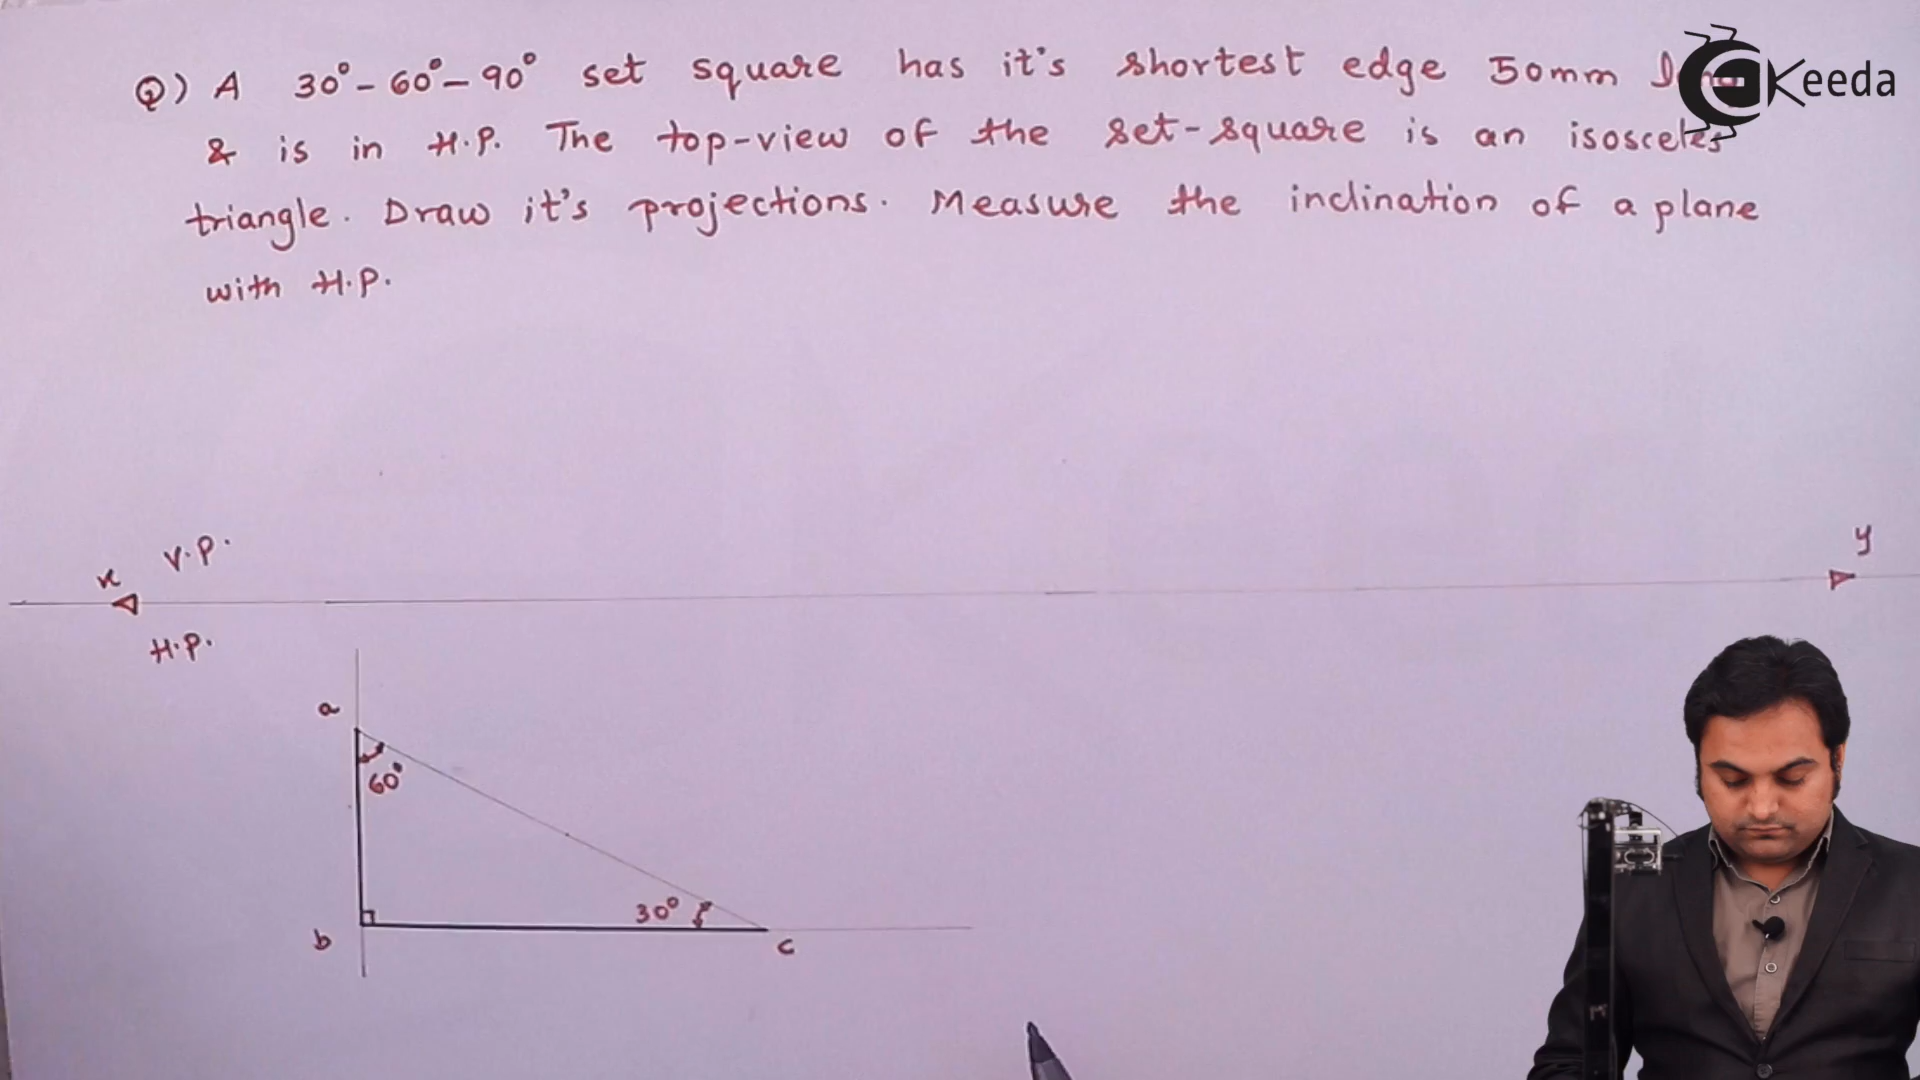 Q) A 30°-60°-90° set square has it's shortest edge 50mm
& is in H.P. The top-view of the set-square is an isosceles
triangle. Draw it's projections. Measure the inclination of a plane
with H.P.
Keeda
y
V.P.
x
H.P.
a
60°
30°
b
c